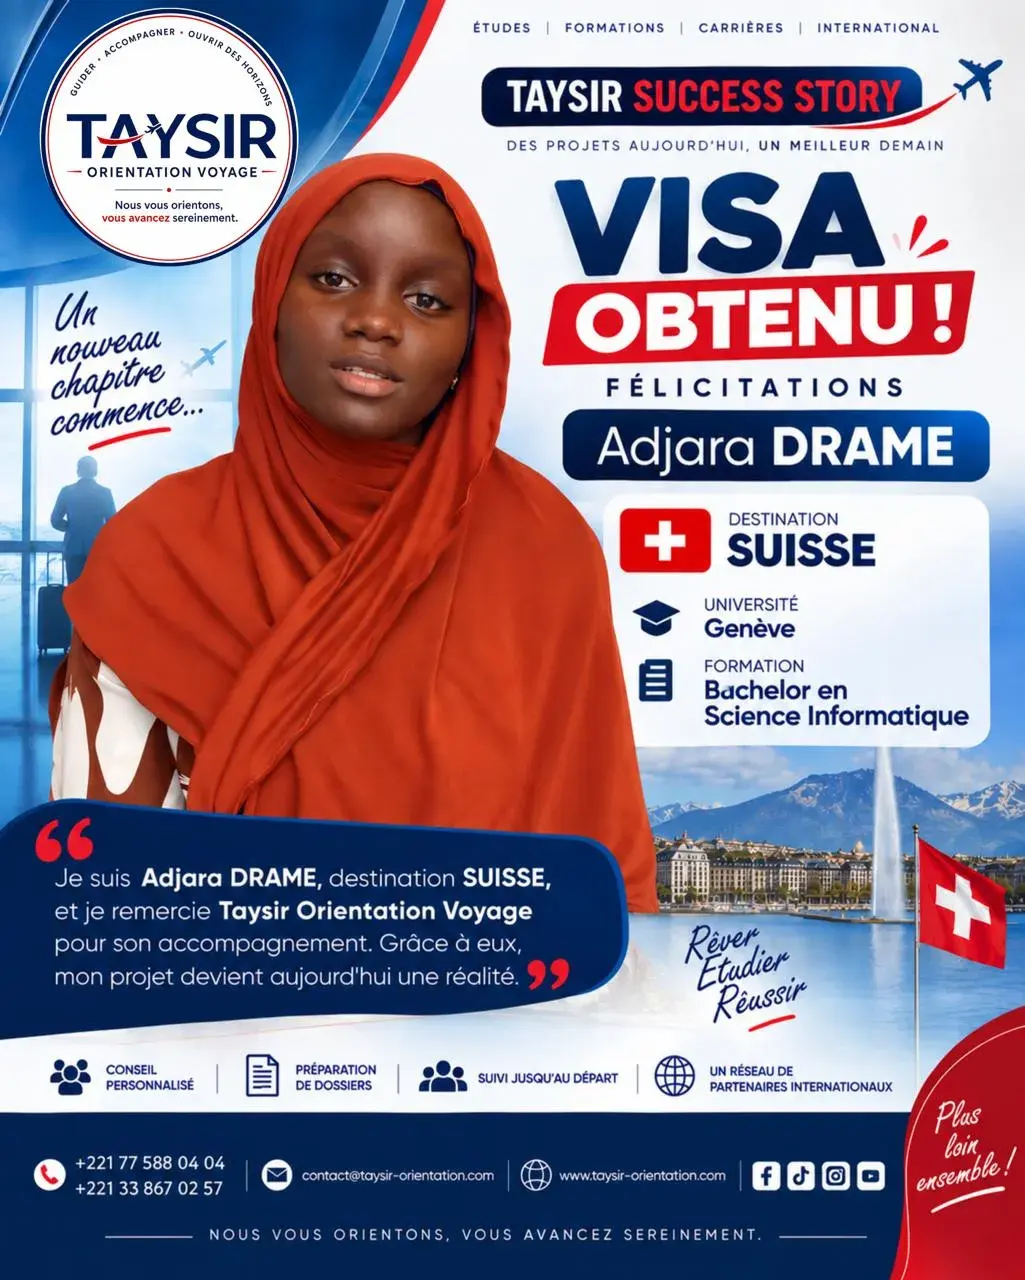 GUIDER • ACCOMPAGNER • OUVRIR DES HORIZONS
TAYSIR
ORIENTATION VOYAGE
Nous vous orientons,
vous avancez sereinement.
ÉTUDES | FORMATIONS | CARRIÈRES | INTERNATIONAL
TAYSIR SUCCESS STORY
DES PROJETS AUJOURD'HUI, UN MEILLEUR DEMAIN
VISA
OBTENU !
FÉLICITATIONS
Adjara DRAME
Un
nouveau
chapitre
commence...
DESTINATION
SUISSE
UNIVERSITÉ
Genève
FORMATION
Bachelor en
Science Informatique
“
Je suis Adjara DRAME, destination SUISSE,
et je remercie Taysir Orientation Voyage
pour son accompagnement. Grâce à eux,
mon projet devient aujourd'hui une réalité. ”
Rêver
Etudier
Réussir
CONSEIL
PERSONNALISÉ
PRÉPARATION
DE DOSSIERS
SUIVI JUSQU'AU DÉPART
UN RÉSEAU DE
PARTENAIRES INTERNATIONAUX
+221 77 588 04 04
+221 33 867 02 57
contact@taysir-orientation.com
www.taysir-orientation.com
Plus
loin
ensemble !
NOUS VOUS ORIENTONS, VOUS AVANCEZ SEREINEMENT.